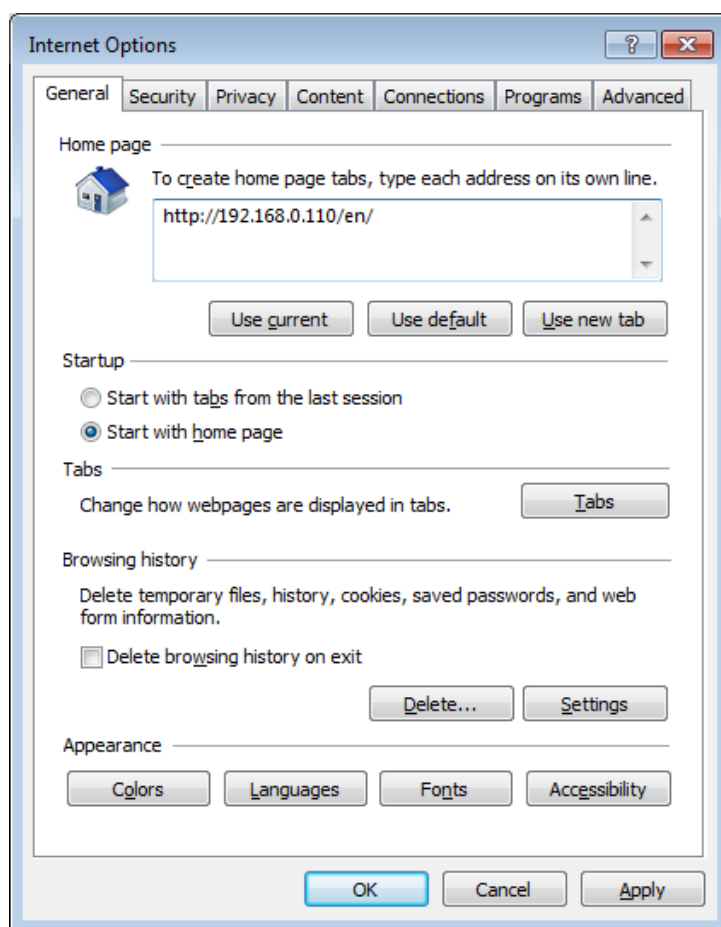 Internet Options
General Security Privacy Content Connections Programs Advanced
Home page
To create home page tabs, type each address on its own line.
http://192.168.0.110/en/
Use current Use default Use new tab
Startup
Start with tabs from the last session
Start with home page
Tabs
Change how webpages are displayed in tabs. Tabs
Browsing history
Delete temporary files, history, cookies, saved passwords, and web
form information.
Delete browsing history on exit
Delete... Settings
Appearance
Colors Languages Fonts Accessibility
OK Cancel Apply